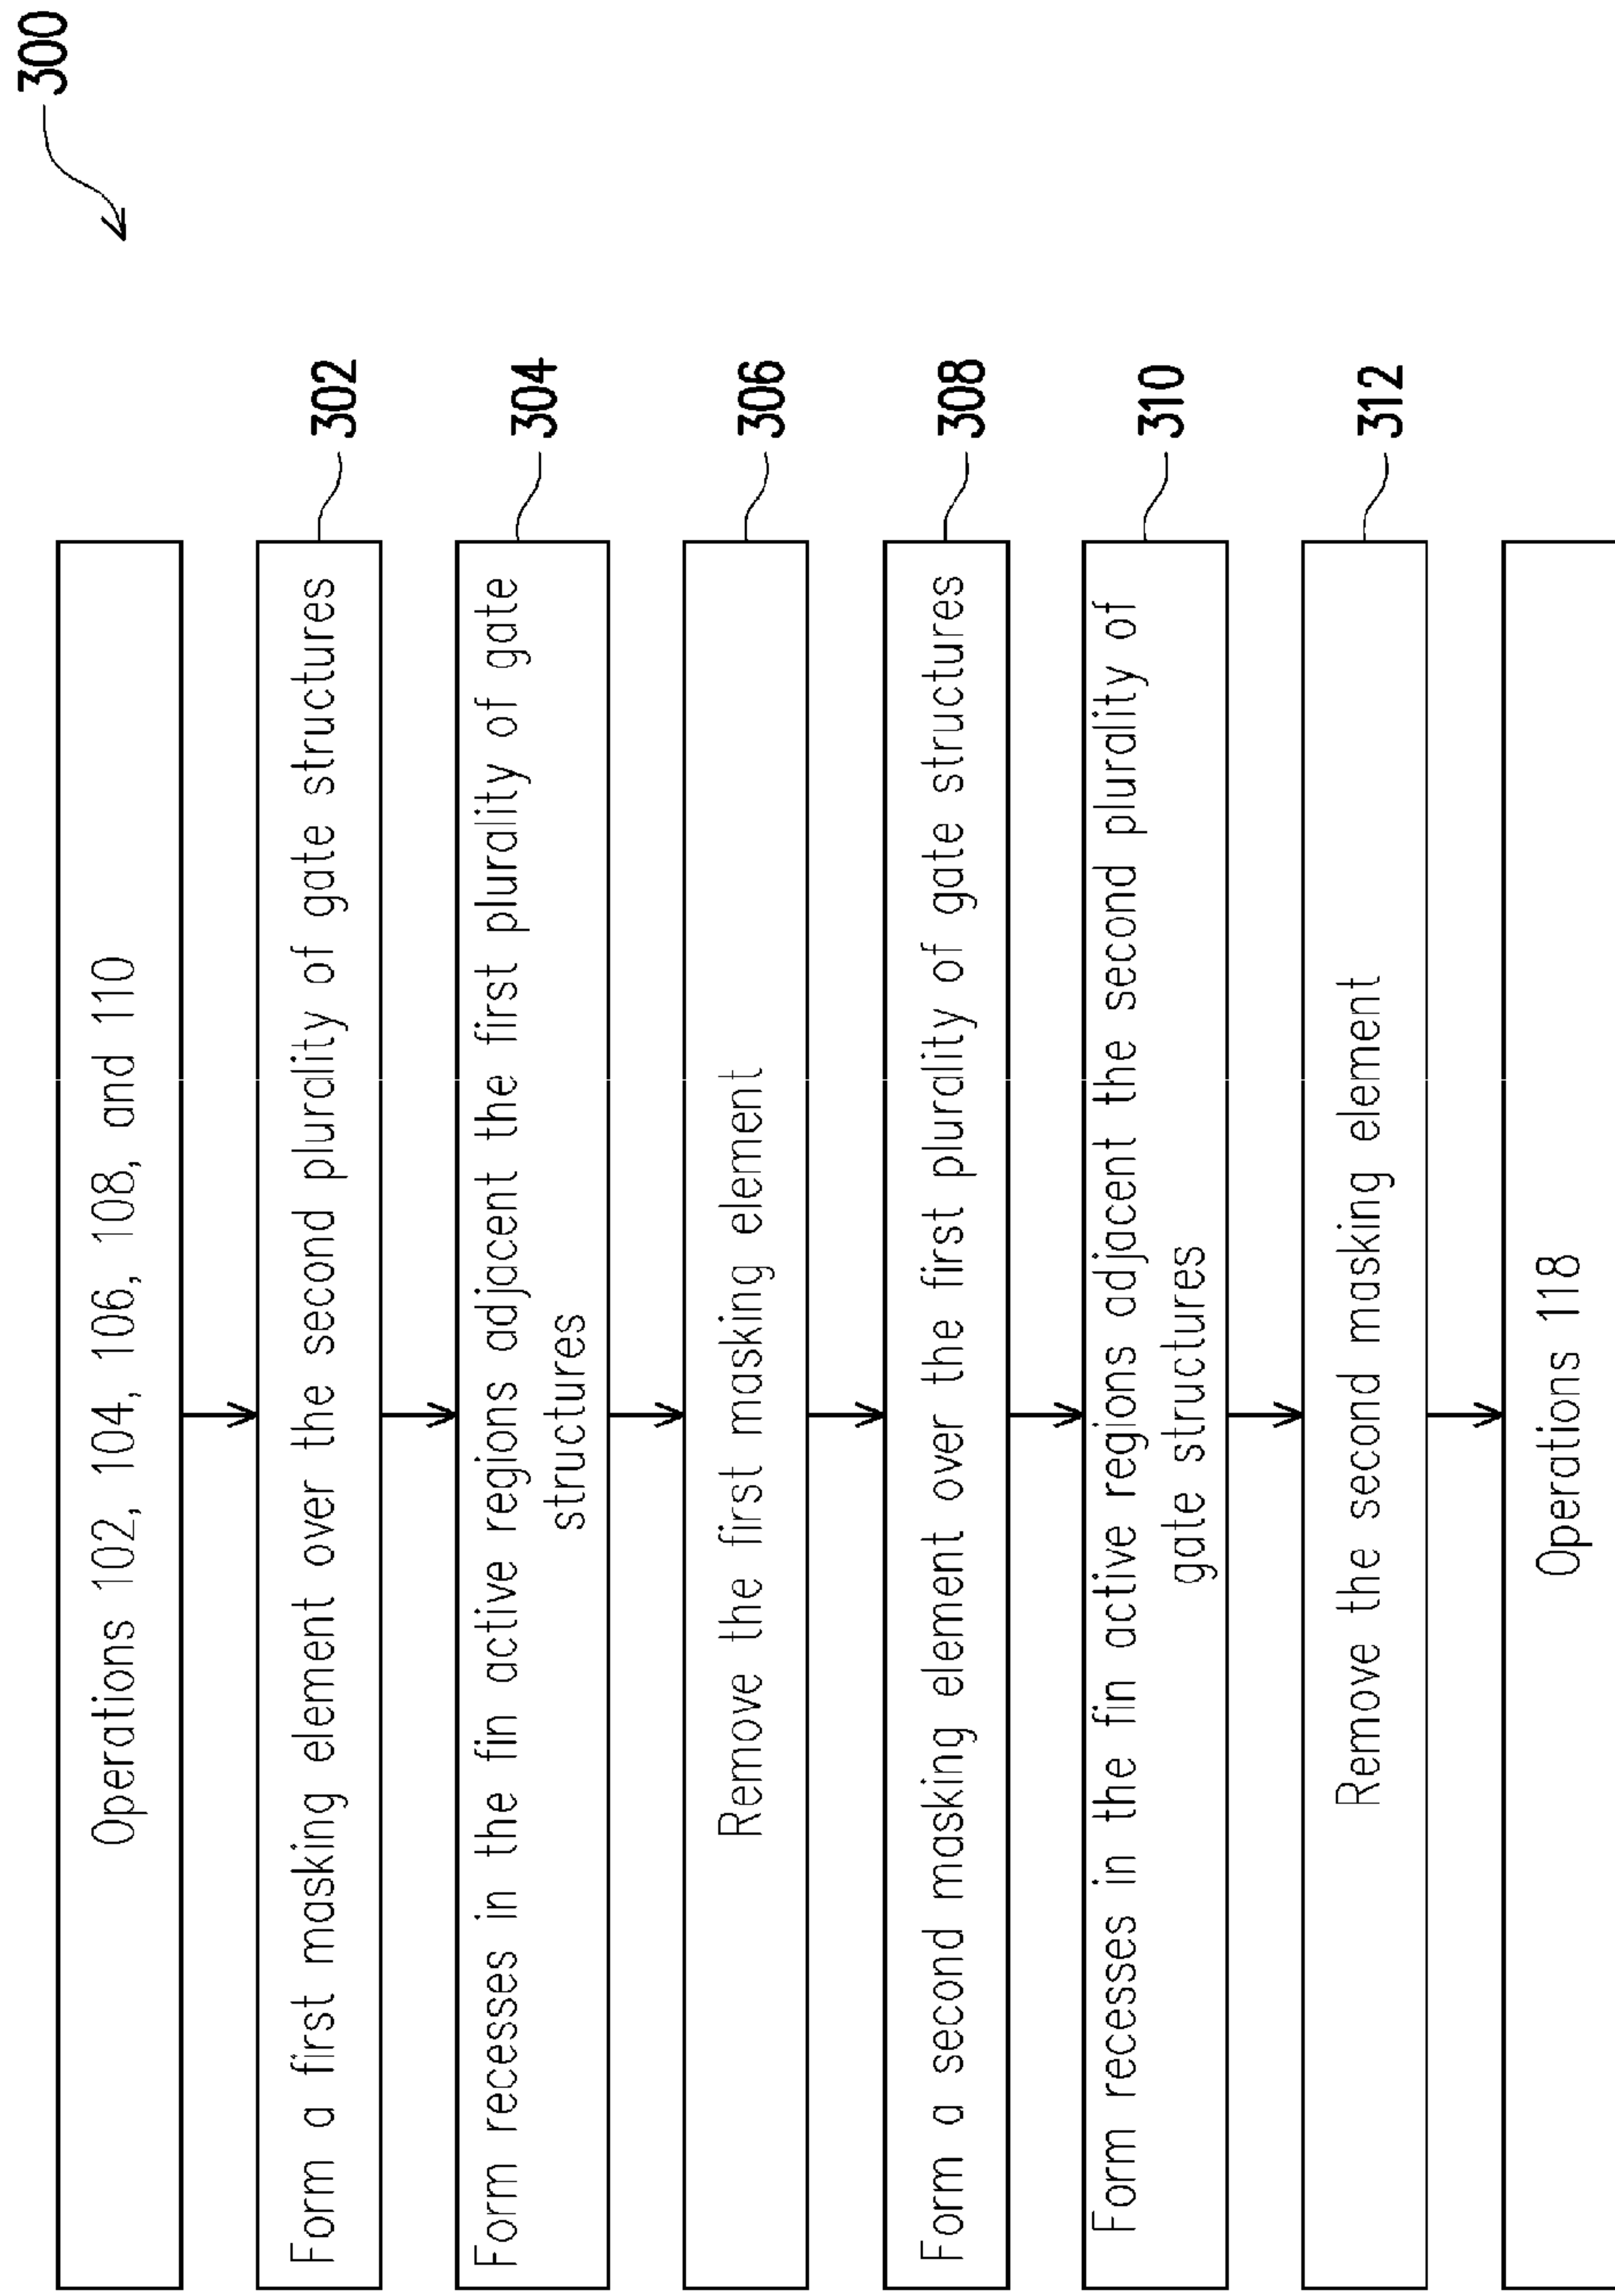 300
Operations 102, 104, 106, 108, and 110
Form a first masking element over the second plurality of gate structures
302
Form recesses in the fin active regions adjacent the first plurality of gate
structures
304
Remove the first masking element
306
Form a second masking element over the first plurality of gate structures
308
Form recesses in the fin active regions adjacent the second plurality of
gate structures
310
Remove the second masking element
312
Operations 118